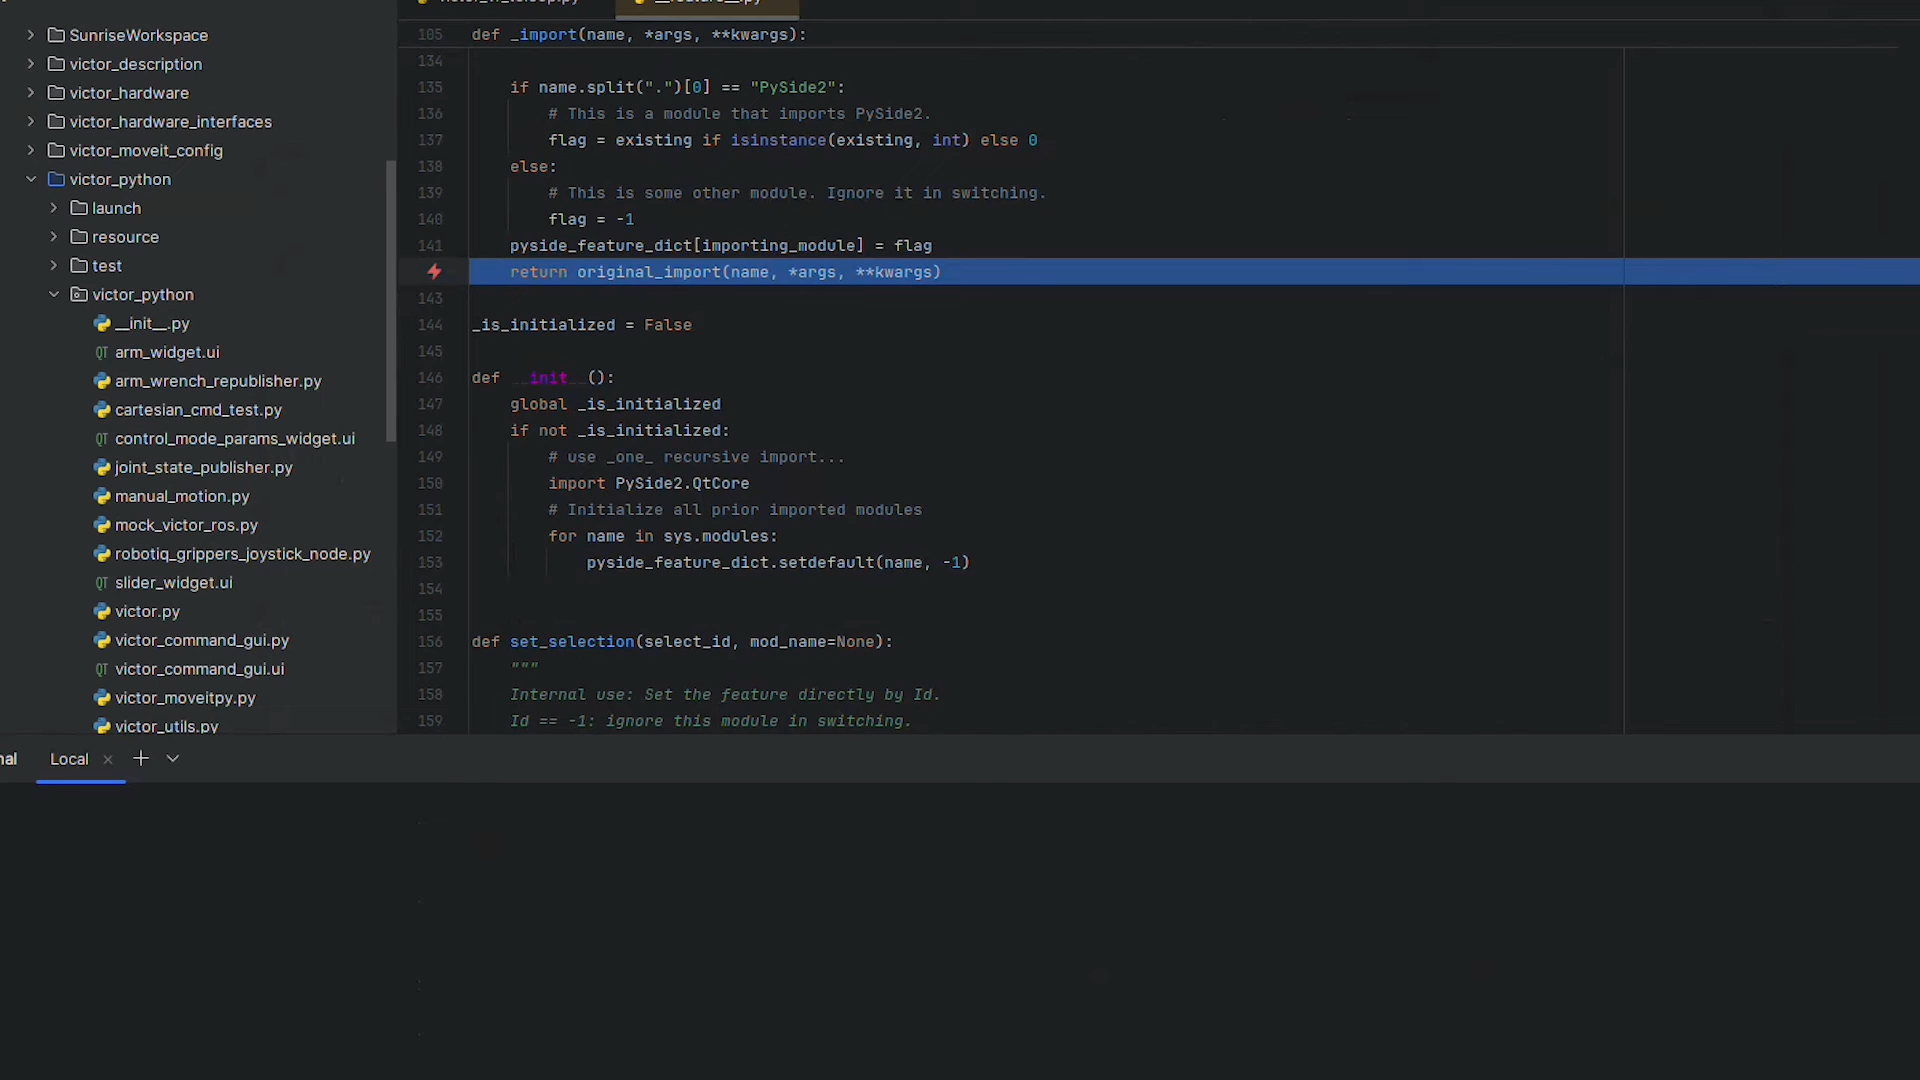 SunriseWorkspace
victor_description
victor_hardware
victor_hardware_interfaces
victor_moveit_config
victor_python
launch
resource
test
victor_python
__init__.py
arm_widget.ui
arm_wrench_republisher.py
cartesian_cmd_test.py
control_mode_params_widget.ui
joint_state_publisher.py
manual_motion.py
mock_victor_ros.py
robotiq_grippers_joystick_node.py
slider_widget.ui
victor.py
victor_command_gui.py
victor_command_gui.ui
victor_moveitpy.py
victor_utils.py
105 def _import(name, *args, **kwargs):
134
135 if name.split(".")[0] == "PySide2":
136 # This is a module that imports PySide2.
137 flag = existing if isinstance(existing, int) else 0
138 else:
139 # This is some other module. Ignore it in switching.
140 flag = -1
141 pyside_feature_dict[importing_module] = flag
return original_import(name, *args, **kwargs)
143
144 _is_initialized = False
145
146 def __init__():
147 global _is_initialized
148 if not _is_initialized:
149 # use _one_ recursive import...
150 import PySide2.QtCore
151 # Initialize all prior imported modules
152 for name in sys.modules:
153 pyside_feature_dict.setdefault(name, -1)
154
155
156 def set_selection(select_id, mod_name=None):
157 """
158 Internal use: Set the feature directly by Id.
159 Id == -1: ignore this module in switching.
Local